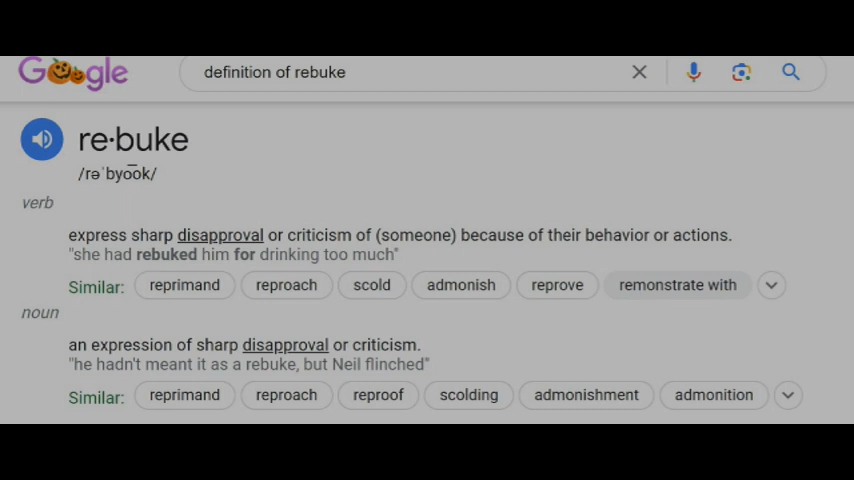 Google
definition of rebuke
re·buke
/rəˈbyo͞ok/
verb
express sharp disapproval or criticism of (someone) because of their behavior or actions.
"she had rebuked him for drinking too much"
Similar: reprimand reproach scold admonish reprove remonstrate with
noun
an expression of sharp disapproval or criticism.
"he hadn't meant it as a rebuke, but Neil flinched"
Similar: reprimand reproach reproof scolding admonishment admonition